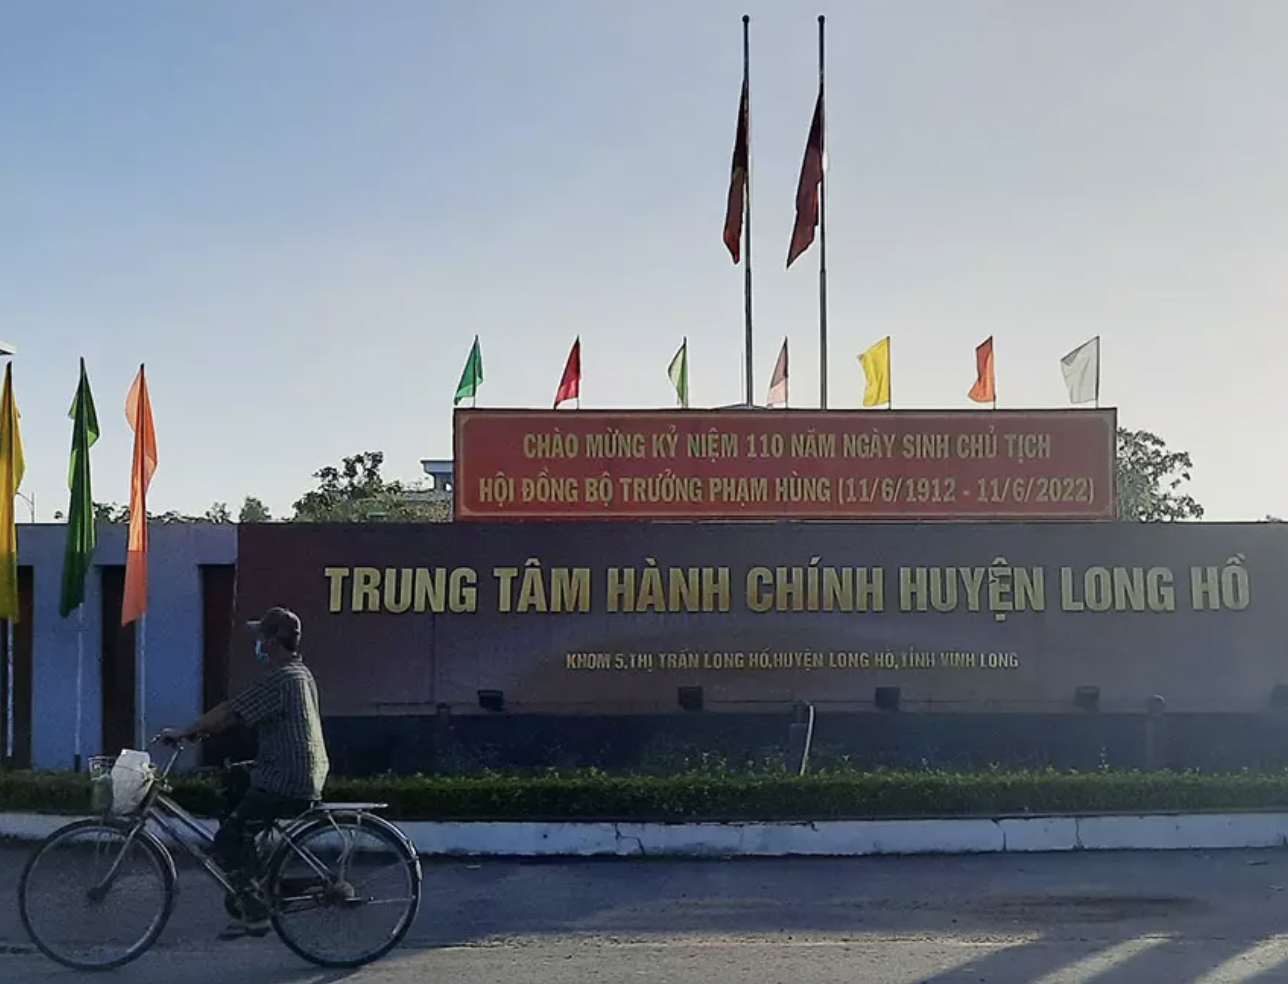 CHÀO MỪNG KỶ NIỆM 110 NĂM NGÀY SINH CHỦ TỊCH
HỘI ĐỒNG BỘ TRƯỞNG PHẠM HÙNG (11/6/1912 - 11/6/2022)
TRUNG TÂM HÀNH CHÍNH HUYỆN LONG HỒ
KHÓM 5,THỊ TRẤN LONG HỒ,HUYỆN LONG HỒ,TỈNH VĨNH LONG